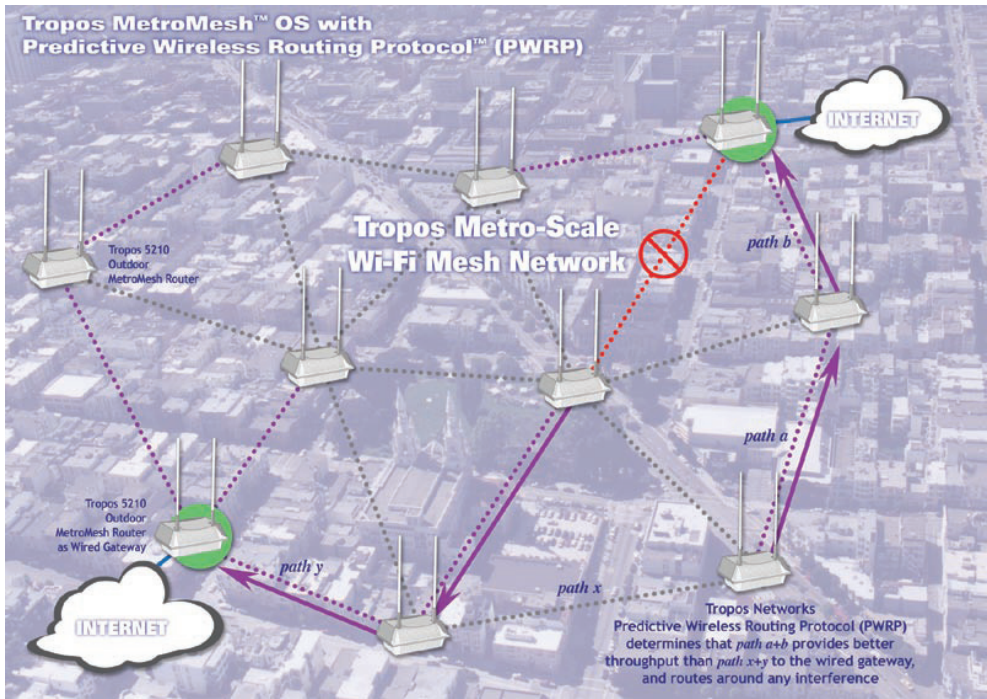 Tropos MetroMesh™ OS with
Predictive Wireless Routing Protocol™ (PWRP)
INTERNET
Tropos Metro-Scale
Wi-Fi Mesh Network
path b
Tropos 5210
Outdoor
MetroMesh Router
path a
Tropos 5210
Outdoor
MetroMesh Router
as Wired Gateway
path y
path x
INTERNET
Tropos Networks
Predictive Wireless Routing Protocol (PWRP)
determines that path a+b provides better
throughput than path x+y to the wired gateway,
and routes around any interference